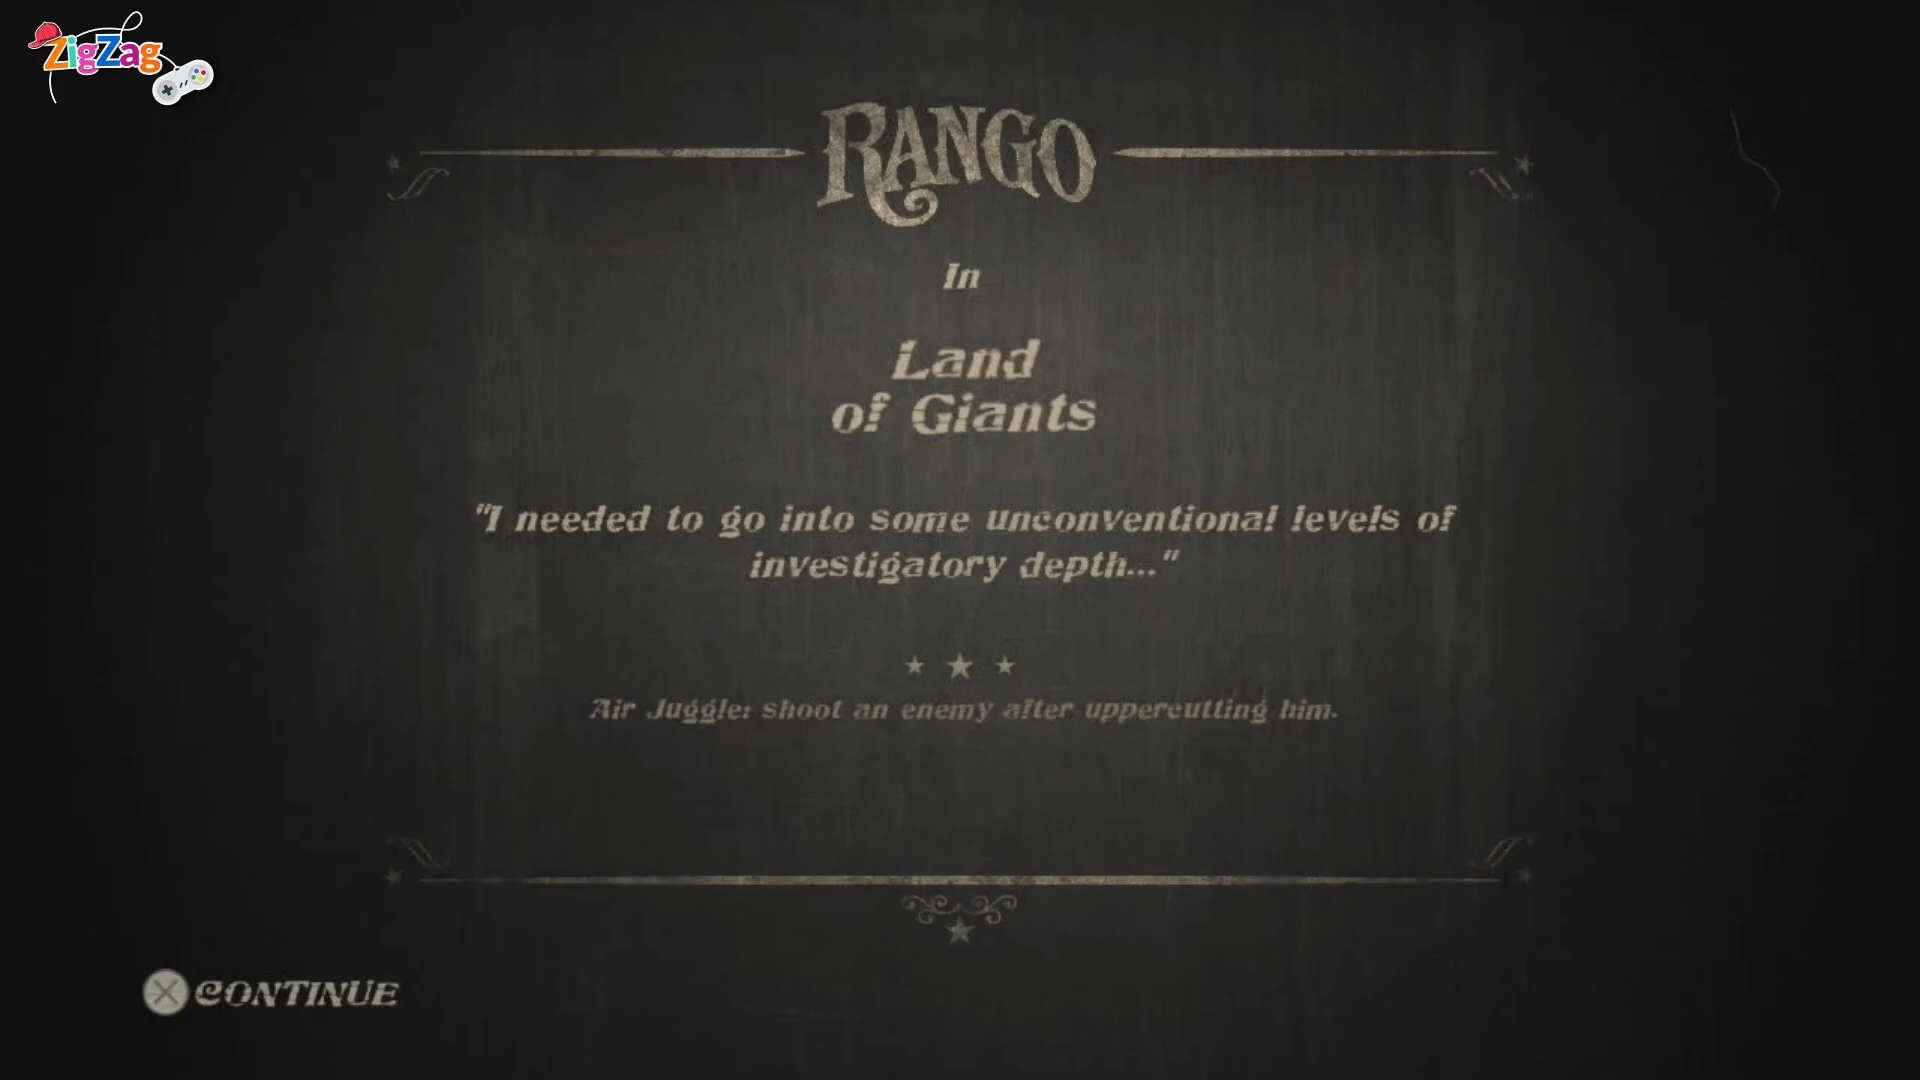 ZigZag
RANGO
In
Land
of Giants
"I needed to go into some unconventional levels of
investigatory depth..."
Air Juggle: shoot an enemy after uppercutting him.
CONTINUE